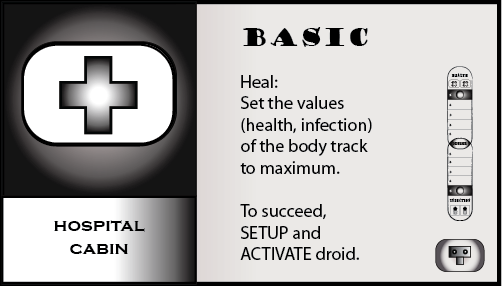 BASIC
Heal:
Set the values
(health, infection)
of the body track
to maximum.
To succeed,
SETUP and
ACTIVATE droid.
HOSPITAL
CABIN